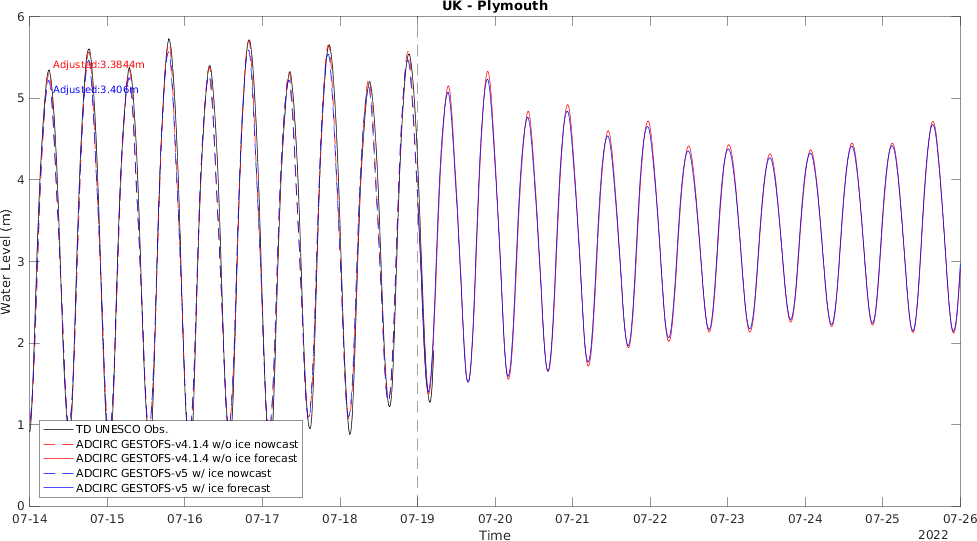 UK - Plymouth
6
5
4
3
2
1
0
Water Level (m)
Adjusted:3.3844m
Adjusted:3.406m
TD UNESCO Obs.
ADCIRC GESTOFS-v4.1.4 w/o ice nowcast
ADCIRC GESTOFS-v4.1.4 w/o ice forecast
ADCIRC GESTOFS-v5 w/ ice nowcast
ADCIRC GESTOFS-v5 w/ ice forecast
07-14 07-15 07-16 07-17 07-18 07-19 07-20 07-21 07-22 07-23 07-24 07-25 07-26
Time
2022